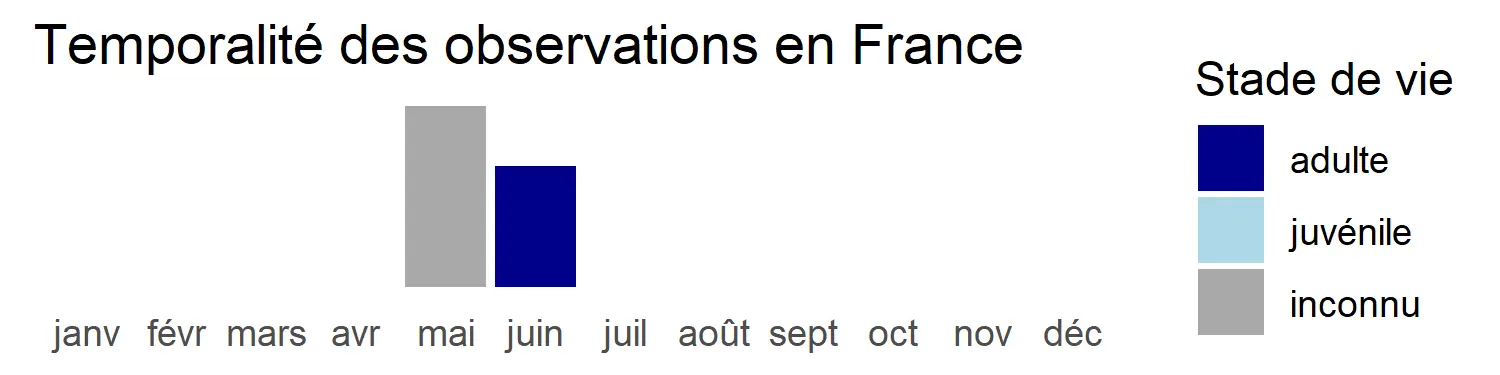 Temporalité des observations en France
janv févr mars avr mai juin juil août sept oct nov déc
Stade de vie
adulte
juvénile
inconnu